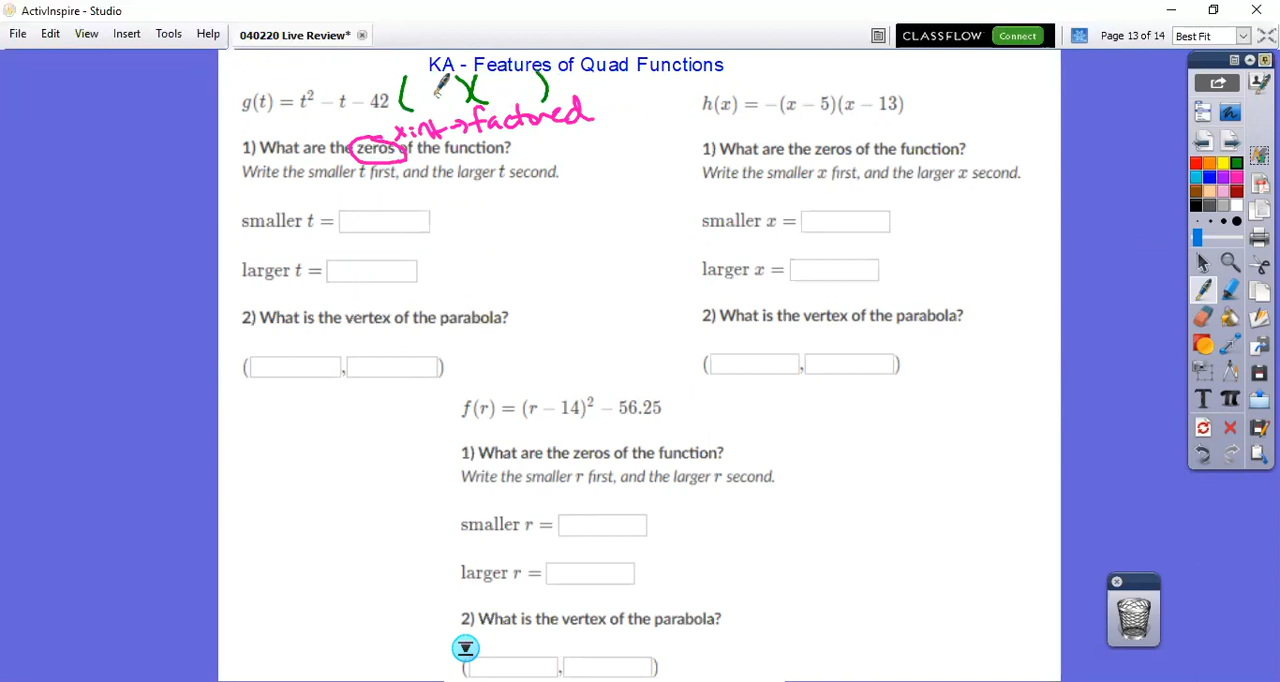 ActivInspire - Studio
File Edit View Insert Tools Help 040220 Live Review* CLASSFLOW Connect Page 13 of 14 Best Fit
KA - Features of Quad Functions
g(t) = t² − t − 42 ( )( )
x int → factored
1) What are the zeros of the function?
Write the smaller t first, and the larger t second.
smaller t =
larger t =
2) What is the vertex of the parabola?
( , )
h(x) = −(x − 5)(x − 13)
1) What are the zeros of the function?
Write the smaller x first, and the larger x second.
smaller x =
larger x =
2) What is the vertex of the parabola?
( , )
f(r) = (r − 14)² − 56.25
1) What are the zeros of the function?
Write the smaller r first, and the larger r second.
smaller r =
larger r =
2) What is the vertex of the parabola?
( , )